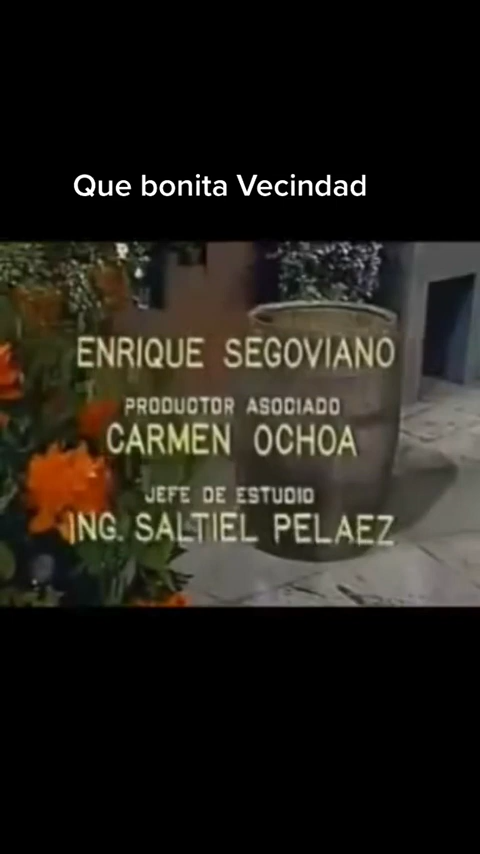 Que bonita Vecindad
ENRIQUE SEGOVIANO
PRODUCTOR ASOCIADO
CARMEN OCHOA
JEFE DE ESTUDIO
ING. SALTIEL PELAEZ